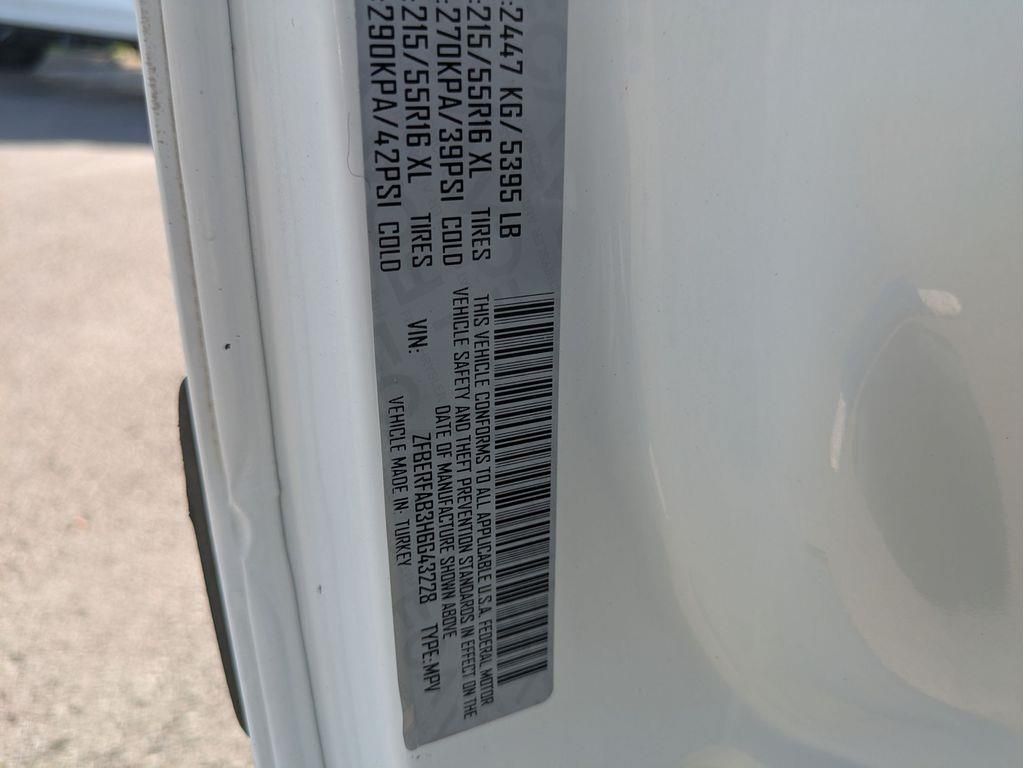 :2447 KG/5395 LB
:215/55R16 XL TIRES
:270KPA/39PSI COLD
:215/55R16 XL TIRES
:290KPA/42PSI COLD
THIS VEHICLE CONFORMS TO ALL APPLICABLE U.S.A. FEDERAL MOTOR
VEHICLE SAFETY AND THEFT PREVENTION STANDARDS IN EFFECT ON THE
DATE OF MANUFACTURE SHOWN ABOVE
VIN: ZFBERFAB3H6G43228 TYPE:MPV
VEHICLE MADE IN: TURKEY